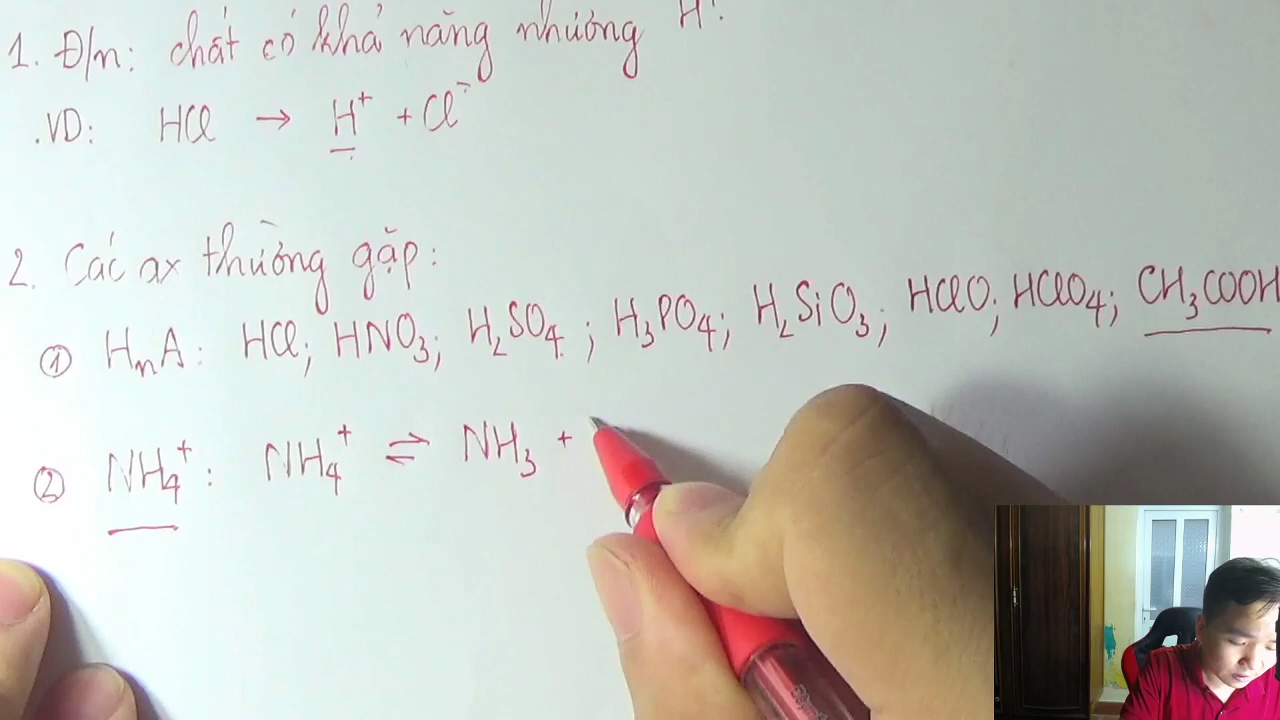 1. Đ/n: chất có khả năng nhường H⁺.
.VD: HCl → H⁺ + Cl⁻
2. Các ax thường gặp:
① HₙA: HCl; HNO₃; H₂SO₄; H₃PO₄; H₂SiO₃; HClO; HClO₄; CH₃COOH
② NH₄⁺: NH₄⁺ ⇌ NH₃ +